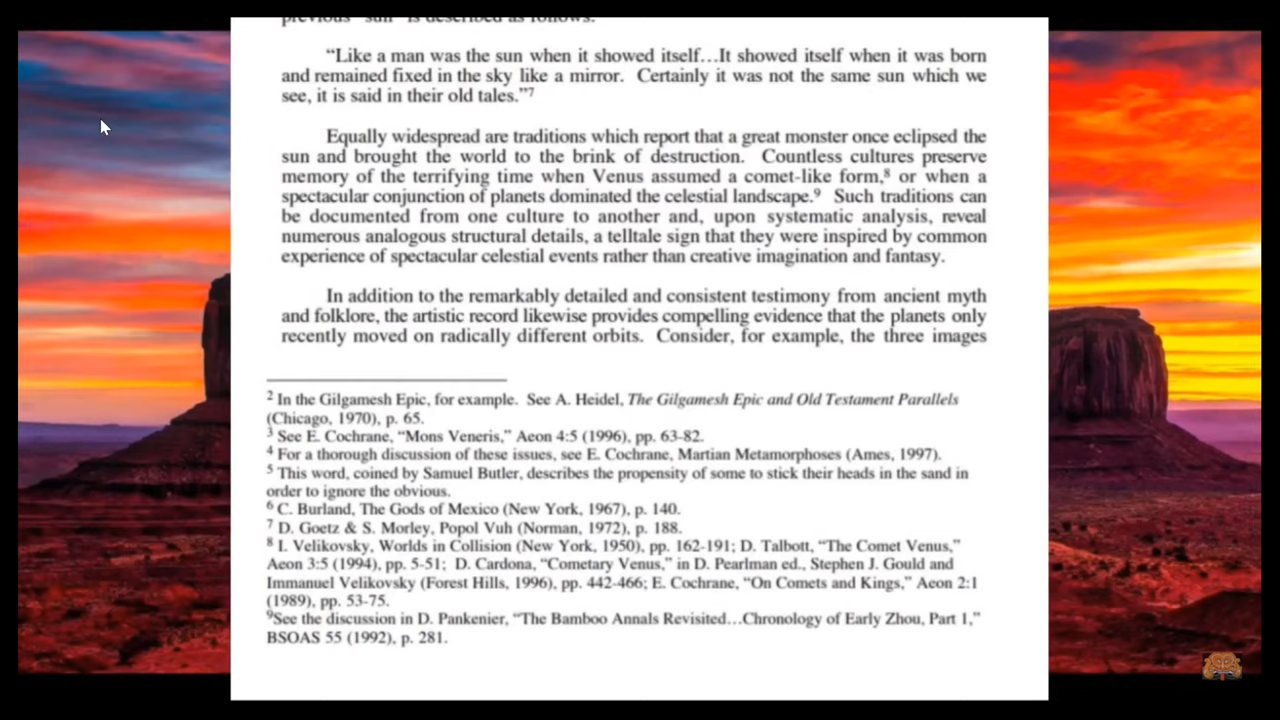 previous "sun" is described as follows:
"Like a man was the sun when it showed itself…It showed itself when it was born
and remained fixed in the sky like a mirror. Certainly it was not the same sun which we
see, it is said in their old tales."7
Equally widespread are traditions which report that a great monster once eclipsed the
sun and brought the world to the brink of destruction. Countless cultures preserve
memory of the terrifying time when Venus assumed a comet-like form,8 or when a
spectacular conjunction of planets dominated the celestial landscape.9 Such traditions can
be documented from one culture to another and, upon systematic analysis, reveal
numerous analogous structural details, a telltale sign that they were inspired by common
experience of spectacular celestial events rather than creative imagination and fantasy.
In addition to the remarkably detailed and consistent testimony from ancient myth
and folklore, the artistic record likewise provides compelling evidence that the planets only
recently moved on radically different orbits. Consider, for example, the three images
2 In the Gilgamesh Epic, for example. See A. Heidel, The Gilgamesh Epic and Old Testament Parallels
(Chicago, 1970), p. 65.
3 See E. Cochrane, "Mons Veneris," Aeon 4:5 (1996), pp. 63-82.
4 For a thorough discussion of these issues, see E. Cochrane, Martian Metamorphoses (Ames, 1997).
5 This word, coined by Samuel Butler, describes the propensity of some to stick their heads in the sand in
order to ignore the obvious.
6 C. Burland, The Gods of Mexico (New York, 1967), p. 140.
7 D. Goetz & S. Morley, Popol Vuh (Norman, 1972), p. 188.
8 I. Velikovsky, Worlds in Collision (New York, 1950), pp. 162-191; D. Talbott, "The Comet Venus,"
Aeon 3:5 (1994), pp. 5-51; D. Cardona, "Cometary Venus," in D. Pearlman ed., Stephen J. Gould and
Immanuel Velikovsky (Forest Hills, 1996), pp. 442-466; E. Cochrane, "On Comets and Kings," Aeon 2:1
(1989), pp. 53-75.
9See the discussion in D. Pankenier, "The Bamboo Annals Revisited…Chronology of Early Zhou, Part 1,"
BSOAS 55 (1992), p. 281.